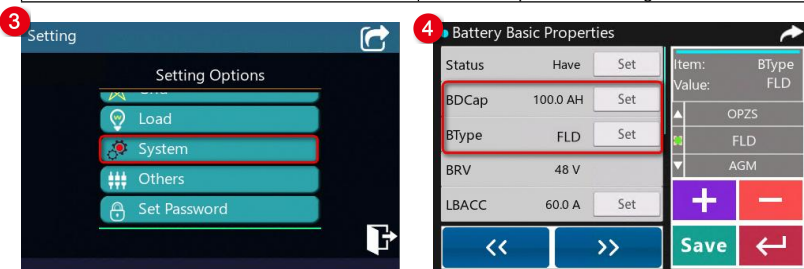 3
Setting
Setting Options
Load
System
Others
Set Password
4
Battery Basic Properties
Status Have Set
BDCap 100.0 AH Set
BType FLD Set
BRV 48 V
LBACC 60.0 A Set
<< >>
Item: BType
Value: FLD
OPZS
FLD
AGM
+ −
Save